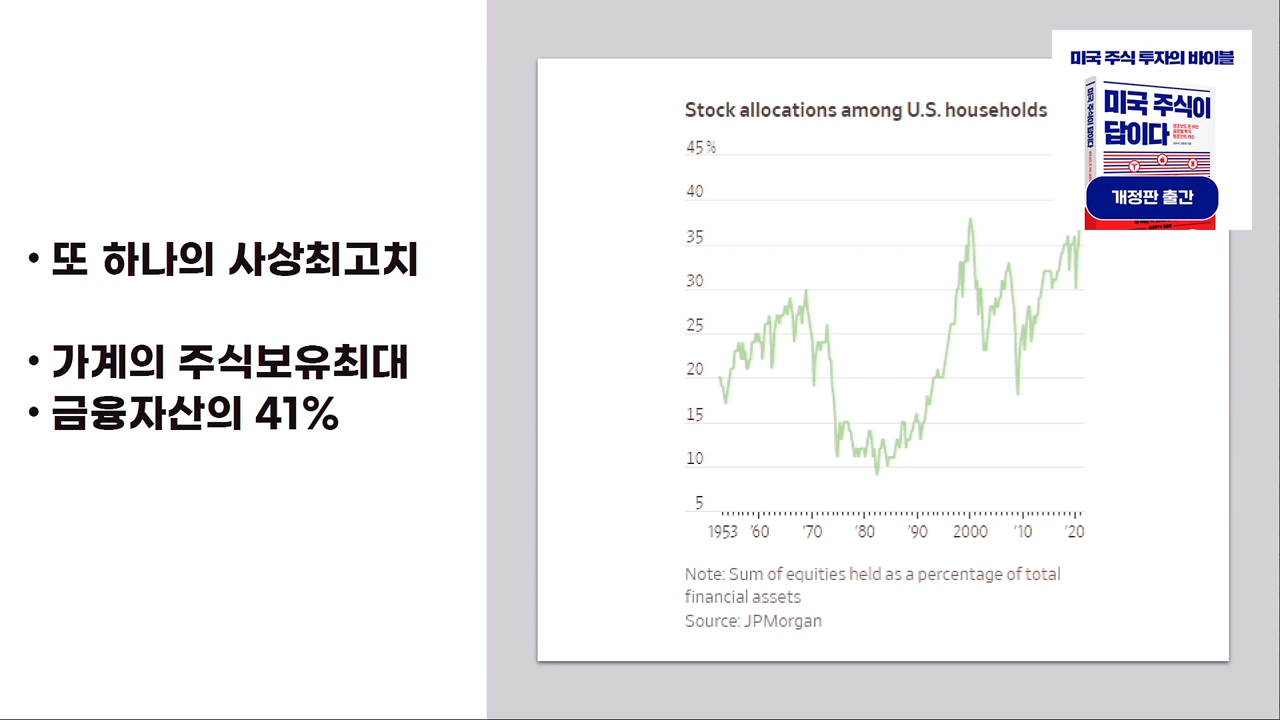 • 또 하나의 사상최고치
• 가계의 주식보유최대
• 금융자산의 41%
Stock allocations among U.S. households
45 %
40
35
30
25
20
15
10
5
1953 '60 '70 '80 '90 2000 '10 '20
Note: Sum of equities held as a percentage of total
financial assets
Source: JPMorgan
미국 주식 투자의 바이블
미국 주식이
답이다
개정판 출간